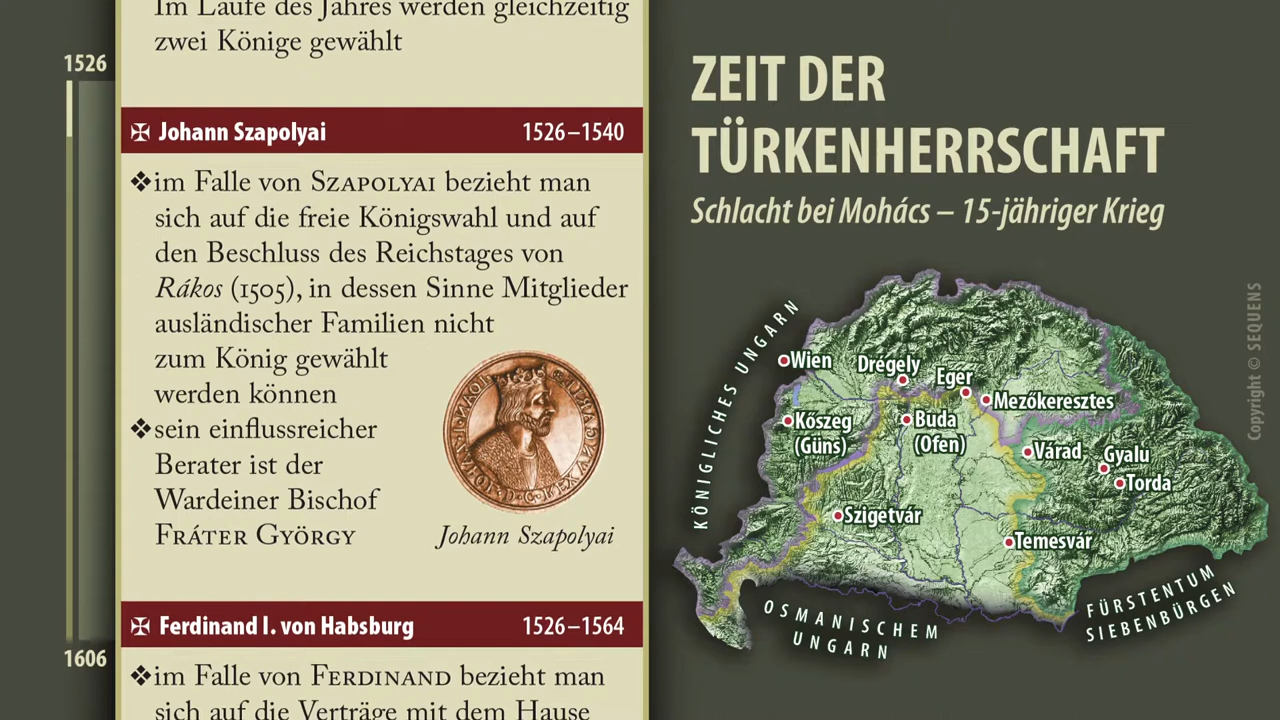 Im Laufe des Jahres werden gleichzeitig
zwei Könige gewählt
1526
Johann Szapolyai 1526–1540
❖im Falle von SZAPOLYAI bezieht man
sich auf die freie Königswahl und auf
den Beschluss des Reichstages von
Rákos (1505), in dessen Sinne Mitglieder
ausländischer Familien nicht
zum König gewählt
werden können
❖sein einflussreicher
Berater ist der
Wardeiner Bischof
FRÁTER GYÖRGY
Johann Szapolyai
Ferdinand I. von Habsburg 1526–1564
1606
❖im Falle von FERDINAND bezieht man
sich auf die Verträge mit dem Hause
ZEIT DER
TÜRKENHERRSCHAFT
Schlacht bei Mohács – 15-jähriger Krieg
KÖNIGLICHES UNGARN
Wien
Drégely
Eger
Mezőkeresztes
Kőszeg
(Güns)
Buda
(Ofen)
Várad
Gyalu
Torda
Szigetvár
Temesvár
OSMANISCHEM
UNGARN
FÜRSTENTUM
SIEBENBÜRGEN
Copyright © SEQUENS